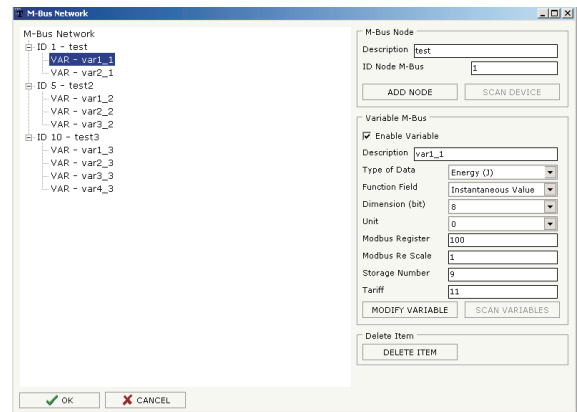 M-Bus Network
M-Bus Network
ID 1 - test
VAR - var1_1
VAR - var2_1
ID 5 - test2
VAR - var1_2
VAR - var2_2
VAR - var3_2
ID 10 - test3
VAR - var1_3
VAR - var2_3
VAR - var3_3
VAR - var4_3
M-Bus Node
Description test
ID Node M-Bus 1
ADD NODE SCAN DEVICE
Variable M-Bus
Enable Variable
Description var1_1
Type of Data Energy (J)
Function Field Instantaneous Value
Dimension (bit) 8
Unit 0
Modbus Register 100
Modbus Re Scale 1
Storage Number 9
Tariff 11
MODIFY VARIABLE SCAN VARIABLES
Delete Item
DELETE ITEM
OK CANCEL